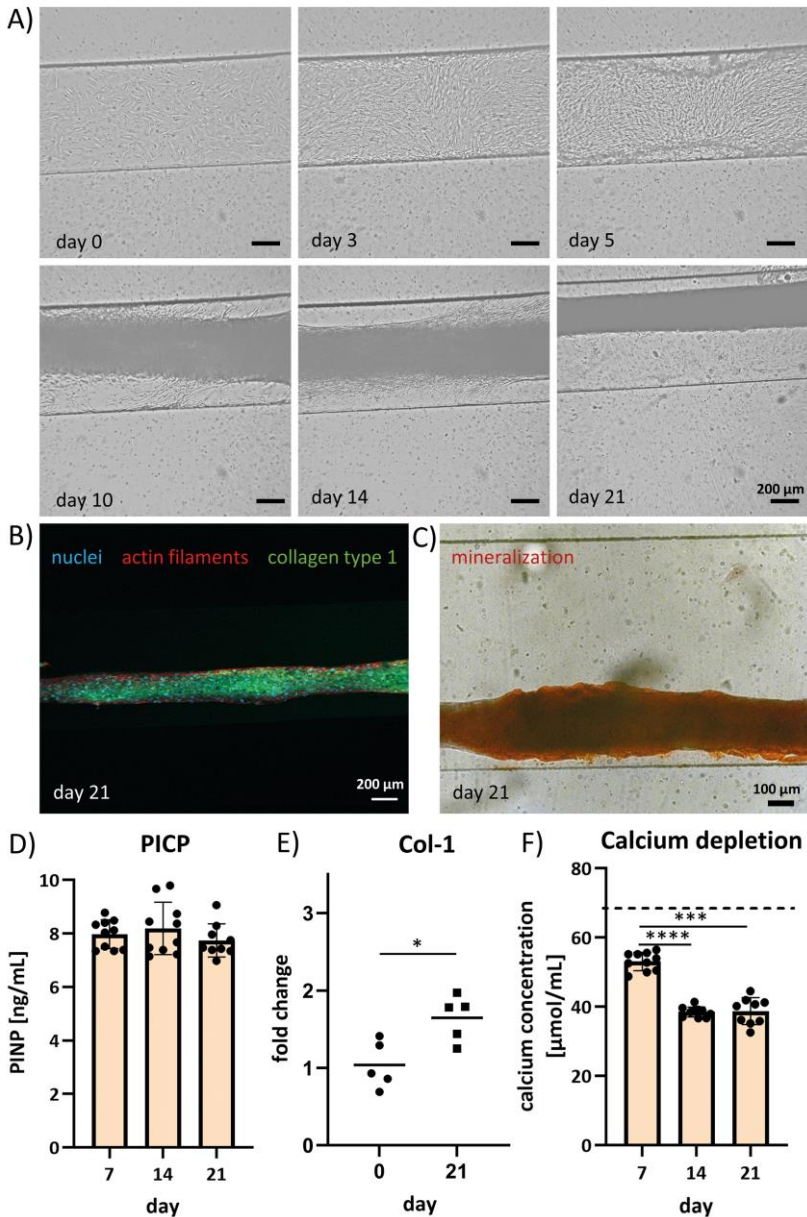 A)
day 0
day 3
day 5
day 10
day 14
day 21
200 µm
B)
nuclei actin filaments collagen type 1
day 21
200 µm
C)
mineralization
day 21
100 µm
D)
PICP
PINP [ng/mL]
10
8
6
4
2
0
7 14 21
day
E)
Col-1
fold change
3
2
1
0
*
0 21
day
F)
Calcium depletion
calcium concentration
[µmol/mL]
80
60
40
20
0
***
****
7 14 21
day